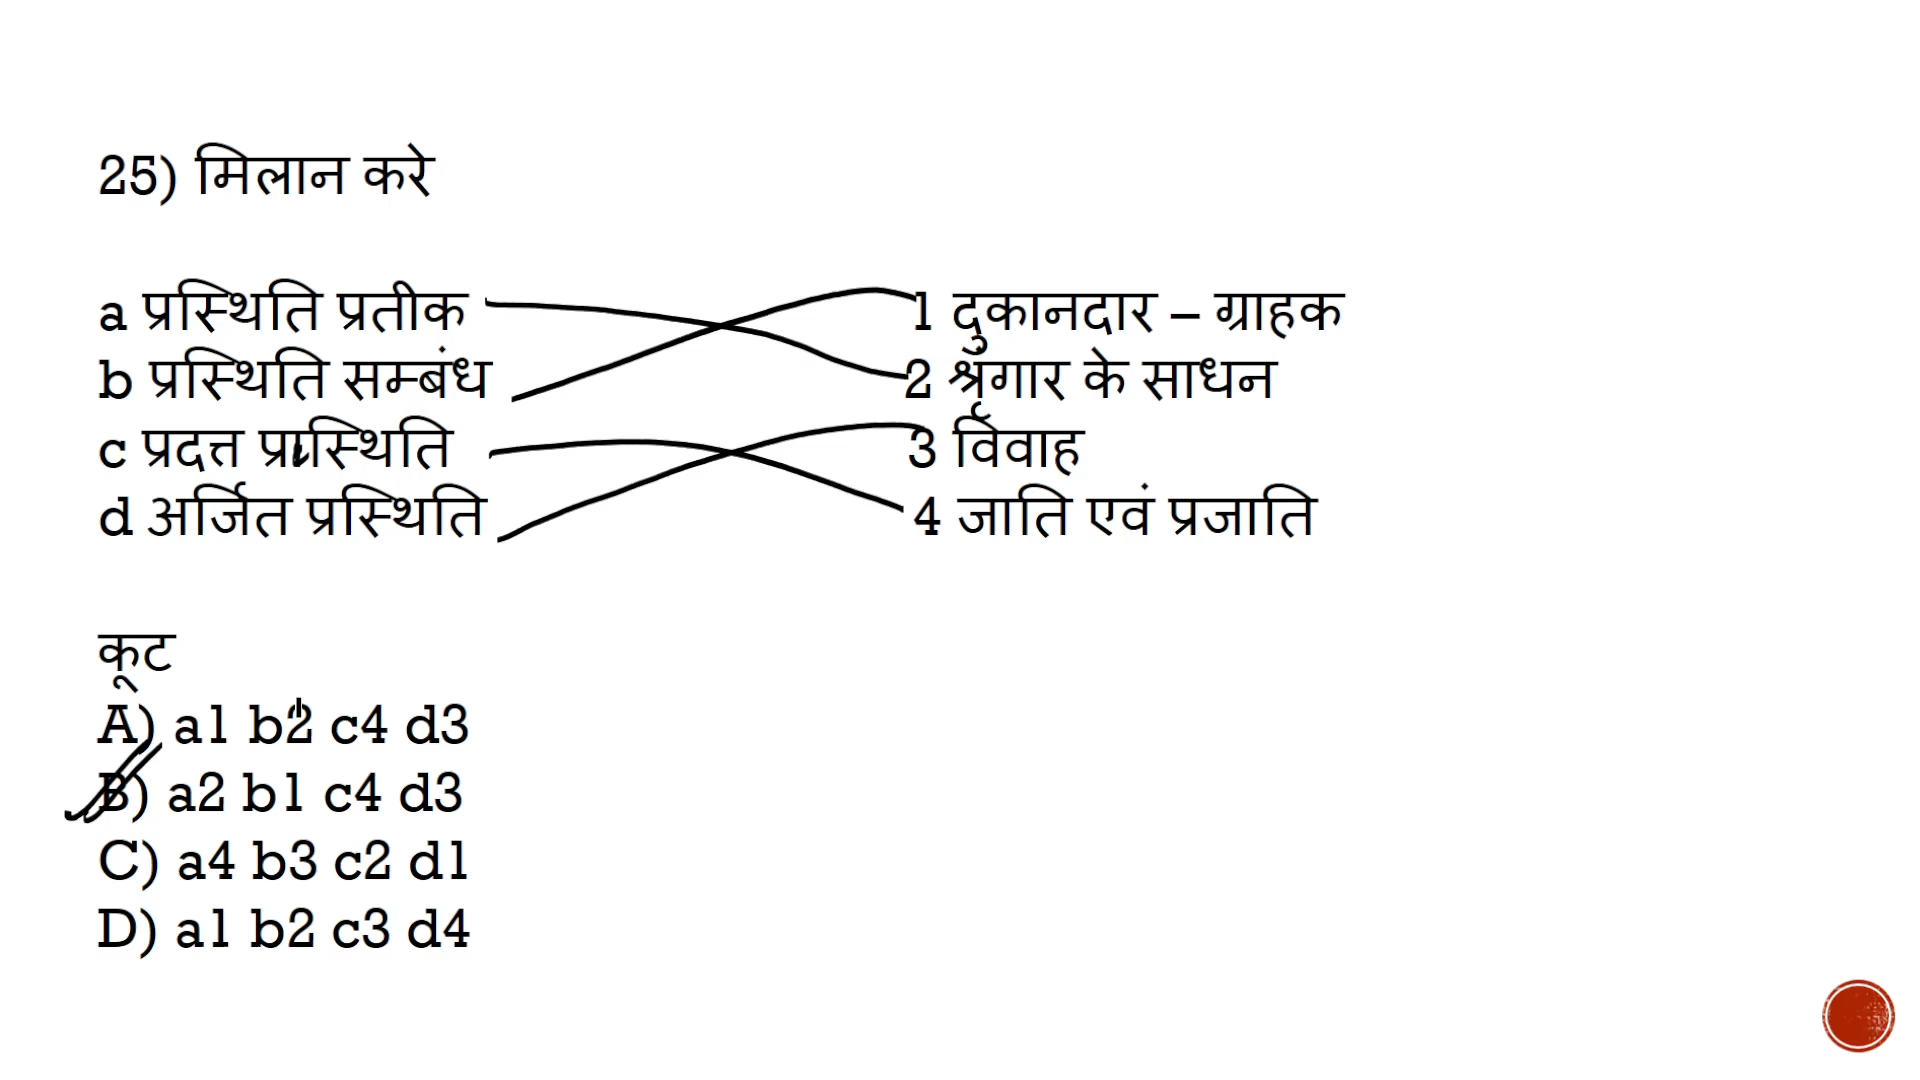 25) मिलान करे
a प्रस्थिति प्रतीक 1 दुकानदार – ग्राहक
b प्रस्थिति सम्बंध 2 श्रृंगार के साधन
c प्रदत्त प्रस्थिति 3 विवाह
d अर्जित प्रस्थिति 4 जाति एवं प्रजाति
कूट
A) a1 b2 c4 d3
B) a2 b1 c4 d3
C) a4 b3 c2 d1
D) a1 b2 c3 d4